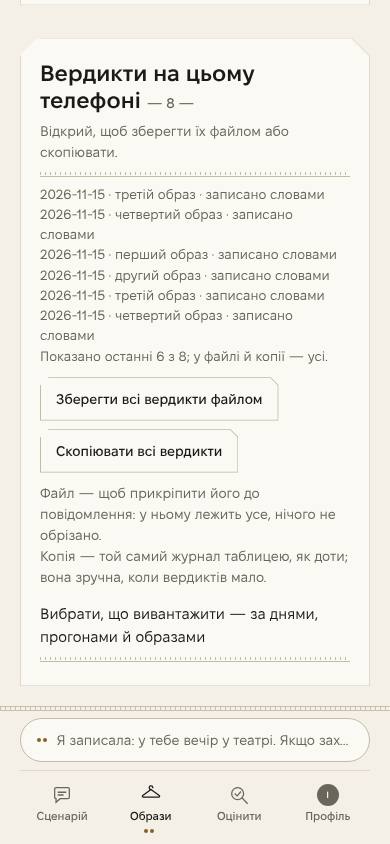 Вердикти на цьому
телефоні — 8 —
Відкрий, щоб зберегти їх файлом або
скопіювати.
2026-11-15 · третій образ · записано словами
2026-11-15 · четвертий образ · записано
словами
2026-11-15 · перший образ · записано словами
2026-11-15 · другий образ · записано словами
2026-11-15 · третій образ · записано словами
2026-11-15 · четвертий образ · записано
словами
Показано останні 6 з 8; у файлі й копії — усі.
Зберегти всі вердикти файлом
Скопіювати всі вердикти
Файл — щоб прикріпити його до
повідомлення: у ньому лежить усе, нічого не
обрізано.
Копія — той самий журнал таблицею, як доти;
вона зручна, коли вердиктів мало.
Вибрати, що вивантажити — за днями,
прогонами й образами
Я записала: у тебе вечір у театрі. Якщо зах…
Сценарій Образи Оцінити Профіль